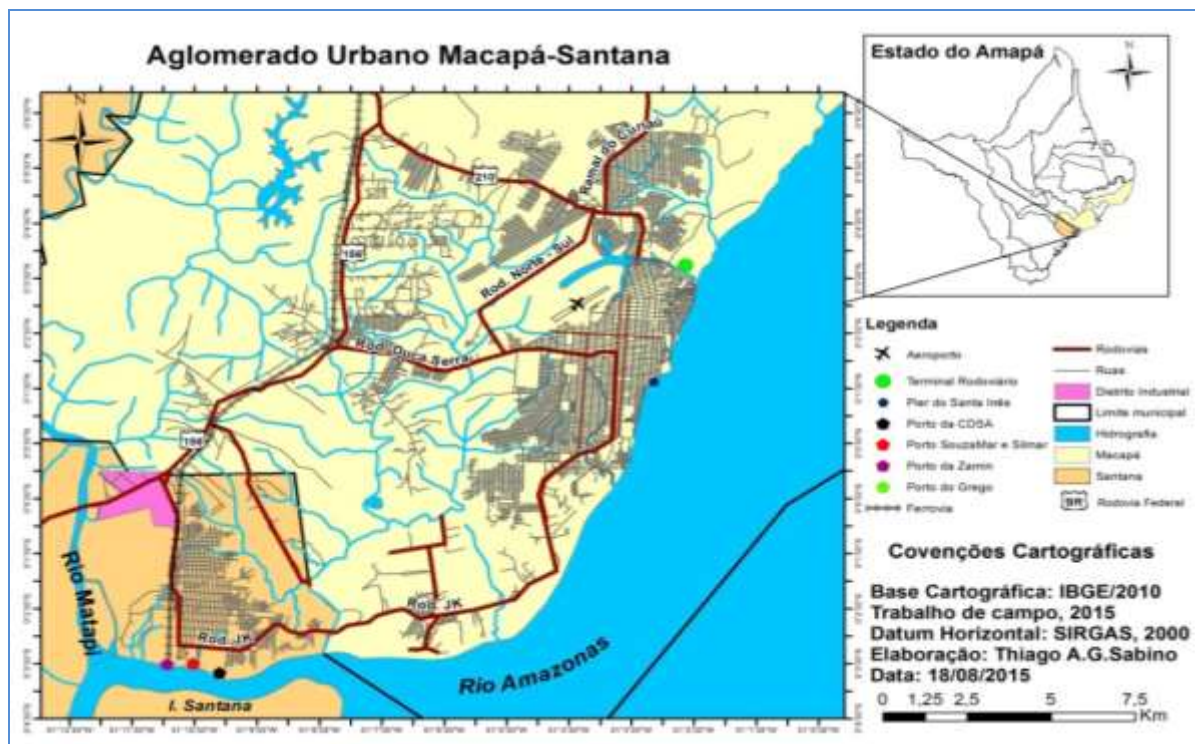 Aglomerado Urbano Macapá-Santana
Estado do Amapá
N
Z
Ramal do Curiaú
210
156
Rod. Norte - Sul
Rod. Duca Serra
156
Rio Matapi
Rod. JK
Rod. JK
Rio Amazonas
I. Santana
Legenda
Aeroporto
Terminal Rodoviário
Pier do Santa Inês
Porto da CDSA
Porto SouzaMar e Silmar
Porto da Zamin
Porto do Grego
Ferrovia
Rodovias
Ruas
Distrito Industrial
Limite municipal
Hidrografia
Macapá
Santana
BR
Rodovia Federal
Covenções Cartográficas
Base Cartográfica: IBGE/2010
Trabalho de campo, 2015
Datum Horizontal: SIRGAS, 2000
Elaboração: Thiago A.G.Sabino
Data: 18/08/2015
0 1,25 2,5 5 7,5
Km